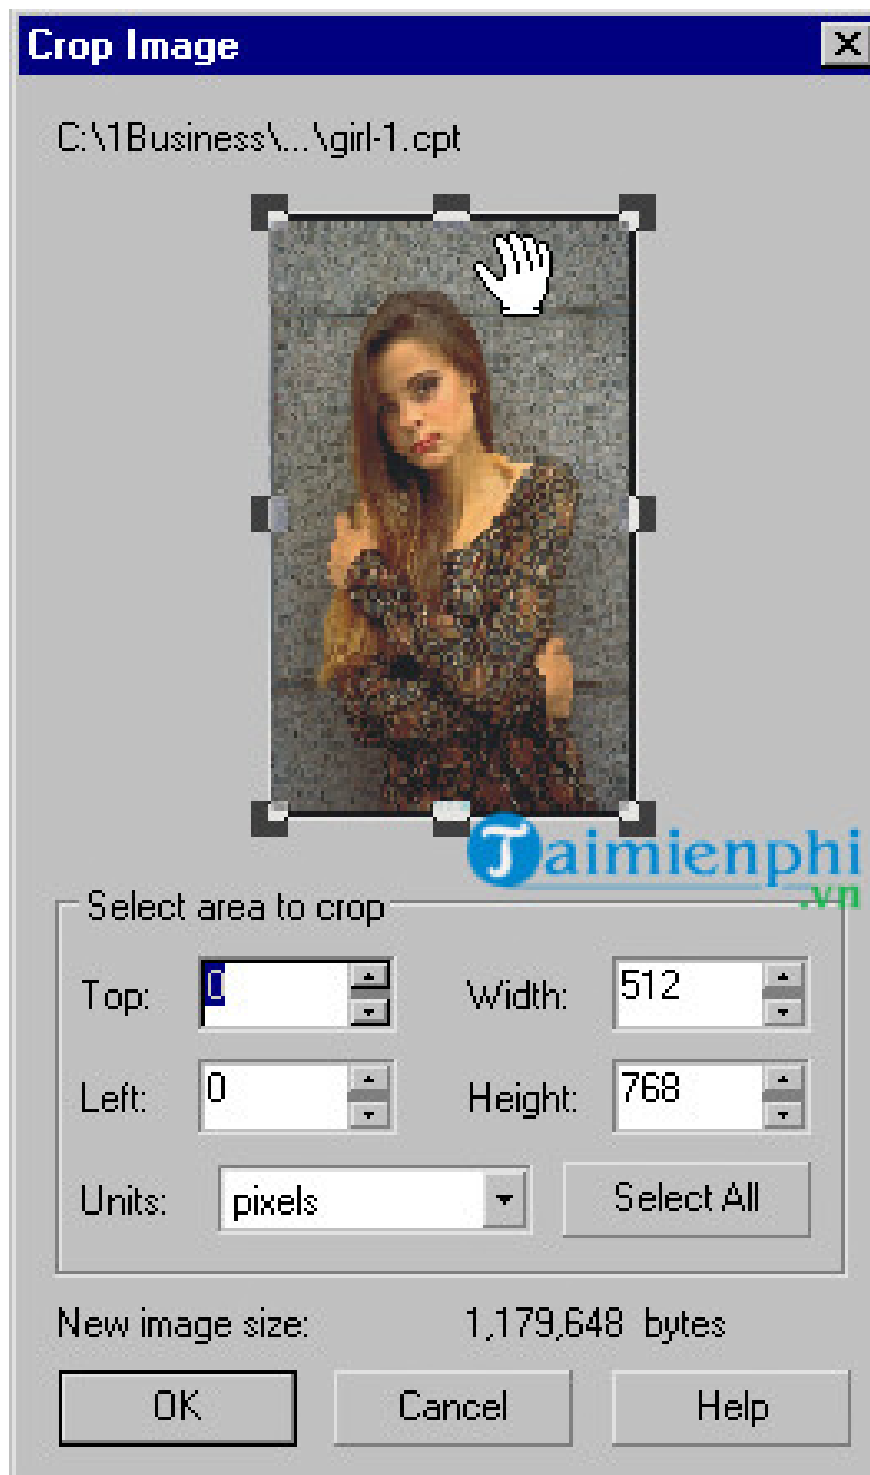 Crop Image
C:\1Business\...\girl-1.cpt
Taimienphi
.vn
Select area to crop
Top: 0 Width: 512
Left: 0 Height: 768
Units: pixels Select All
New image size: 1,179,648 bytes
OK Cancel Help